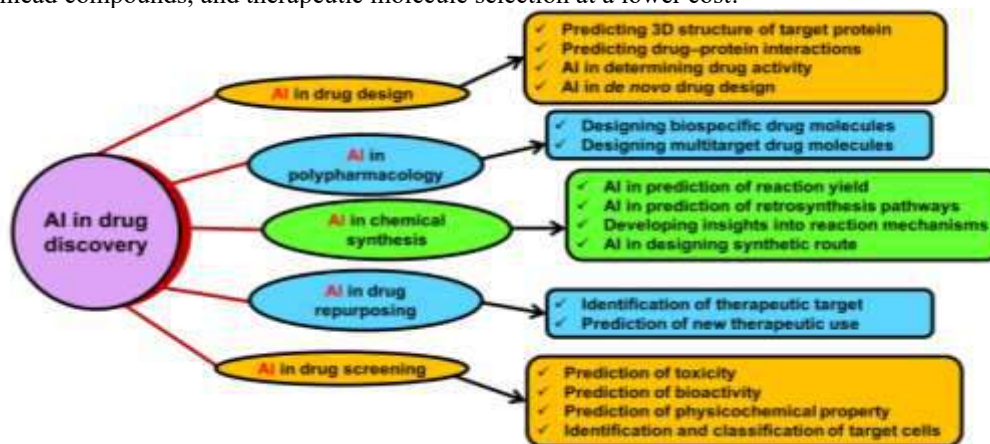 lead compounds, and therapeutic molecule selection at a lower cost.
Predicting 3D structure of target protein
Predicting drug–protein interactions
AI in determining drug activity
AI in de novo drug design
AI in drug design
Designing biospecific drug molecules
Designing multitarget drug molecules
AI in
polypharmacology
AI in prediction of reaction yield
AI in prediction of retrosynthesis pathways
Developing insights into reaction mechanisms
AI in designing synthetic route
AI in chemical
synthesis
AI in drug
discovery
AI in drug
repurposing
Identification of therapeutic target
Prediction of new therapeutic use
AI in drug screening
Prediction of toxicity
Prediction of bioactivity
Prediction of physicochemical property
Identification and classification of target cells